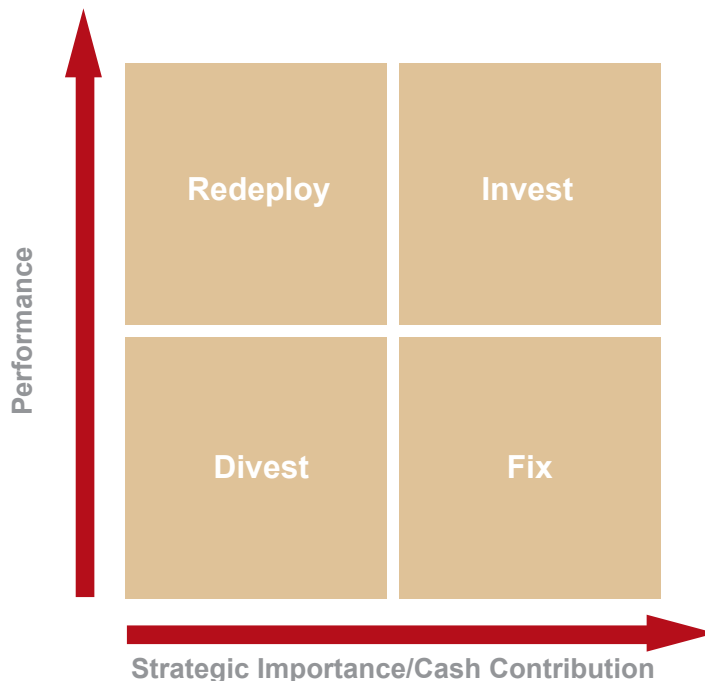 Redeploy
Invest
Performance
Divest
Fix
Strategic Importance/Cash Contribution